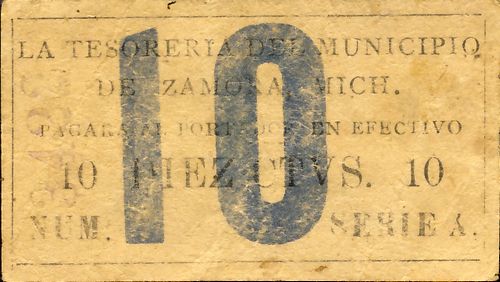 LA TESORERIA DEL MUNICIPIO
DE ZAMORA, MICH.
PAGARA AL PORTADOR EN EFECTIVO
10 DIEZ CTVS. 10
NUM. SERIE A.
10